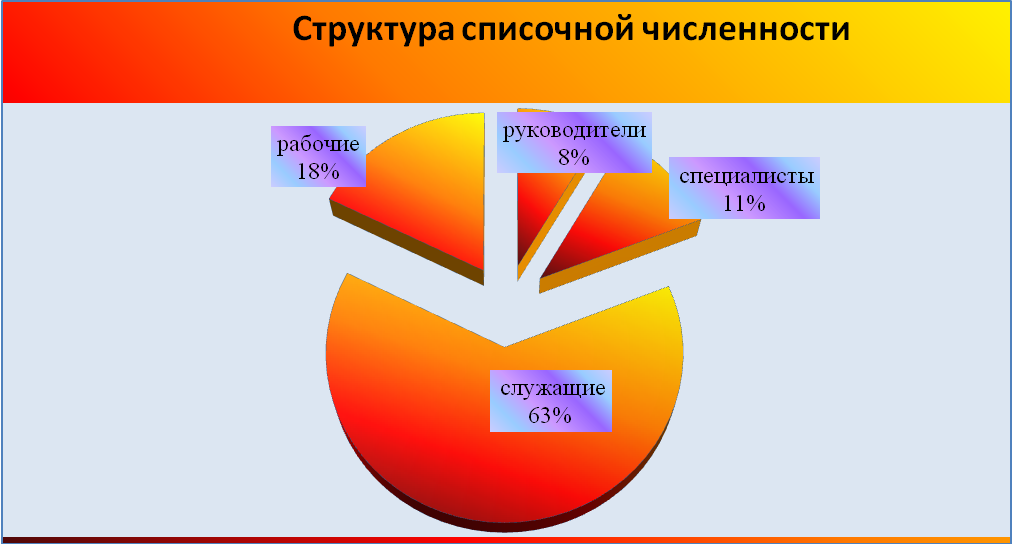 Структура списочной численности
рабочие
18%
руководители
8%
специалисты
11%
служащие
63%